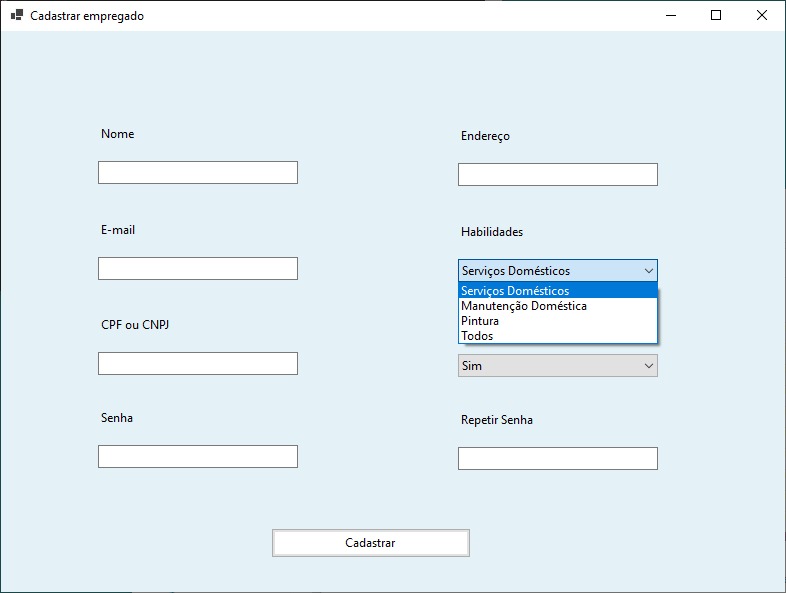 Cadastrar empregado
Nome
Endereço
E-mail
Habilidades
Serviços Domésticos
Serviços Domésticos
Manutenção Doméstica
Pintura
Todos
CPF ou CNPJ
Sim
Senha
Repetir Senha
Cadastrar